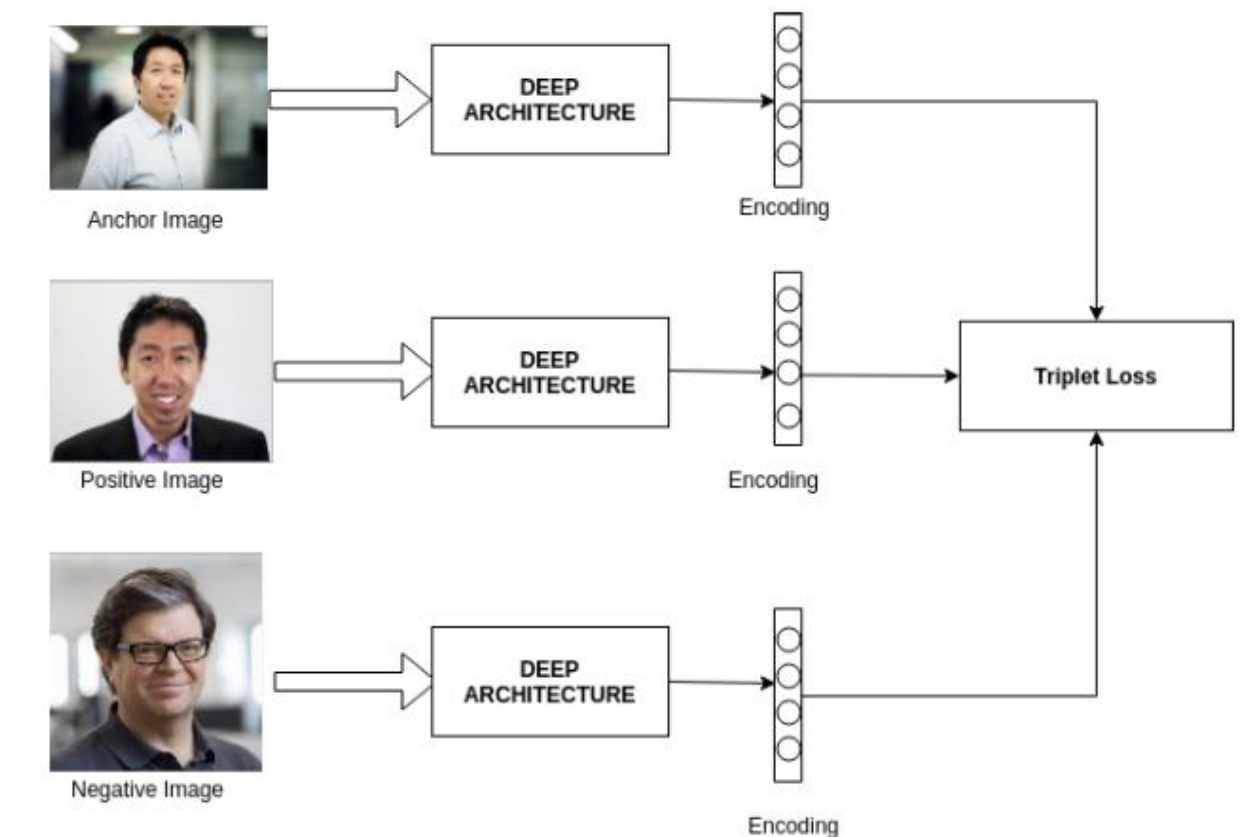 DEEP
ARCHITECTURE
Anchor Image
Encoding
DEEP
ARCHITECTURE
Triplet Loss
Positive Image
Encoding
DEEP
ARCHITECTURE
Negative Image
Encoding